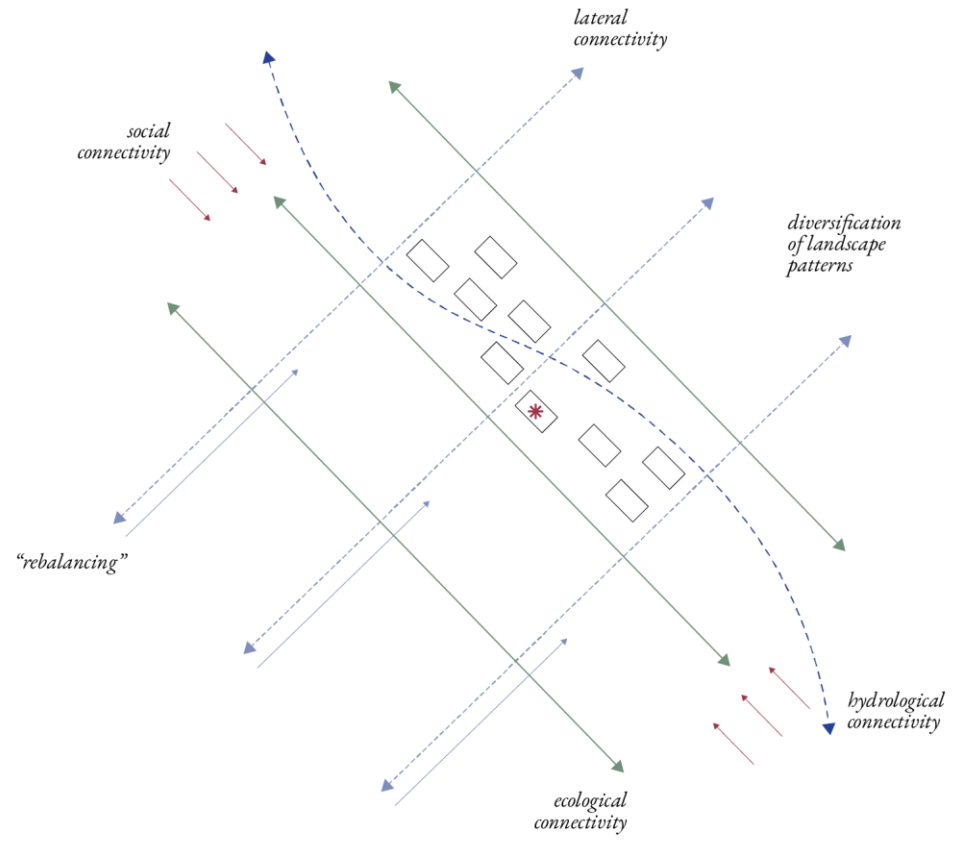 lateral
connectivity
social
connectivity
diversification
of landscape
patterns
“rebalancing”
hydrological
connectivity
ecological
connectivity